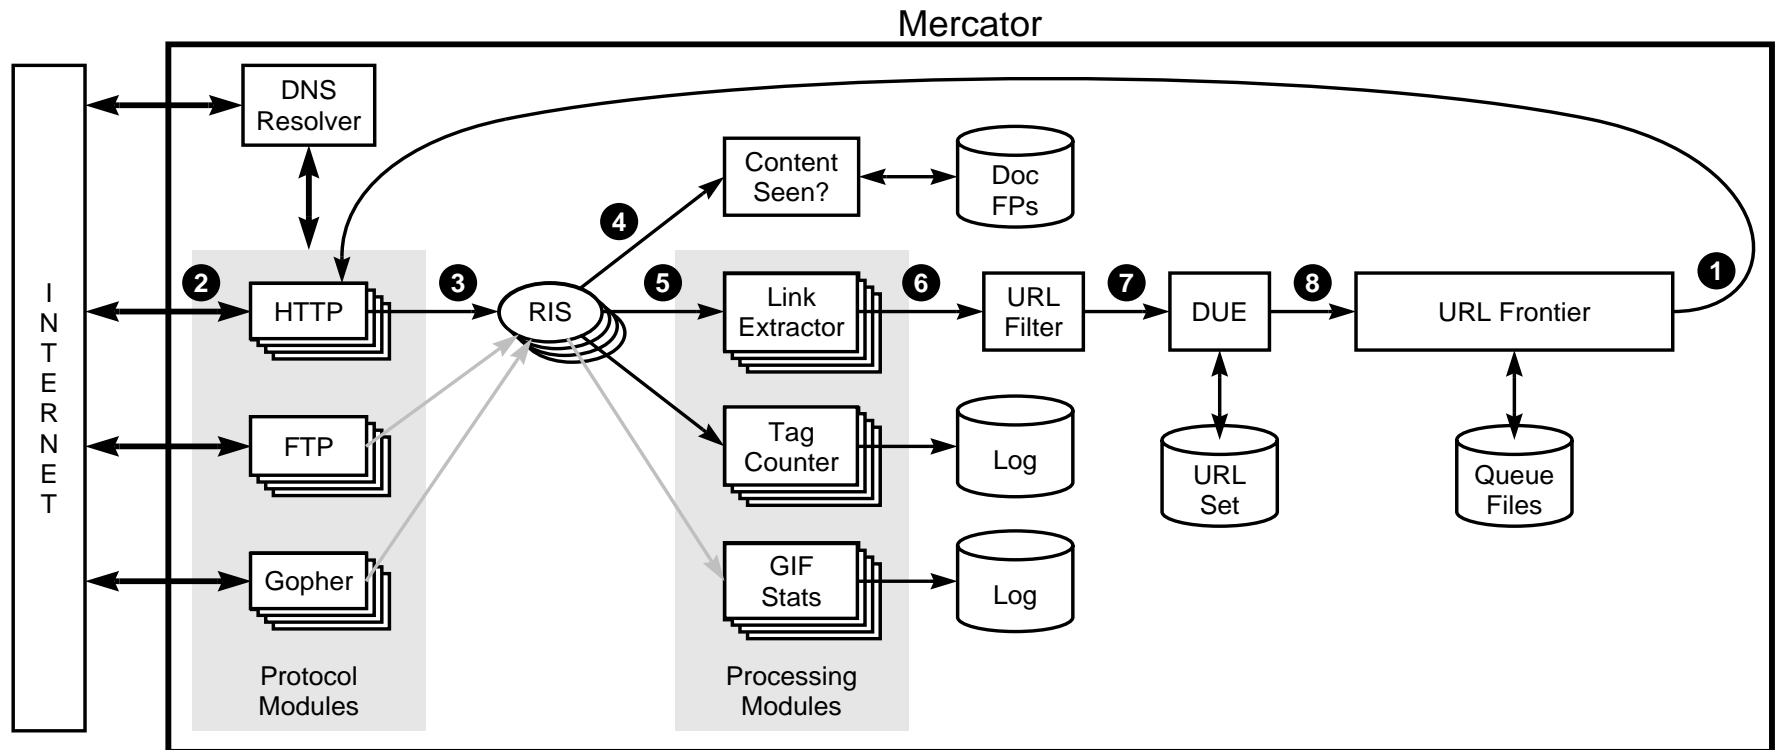 Mercator
INTERNET
DNS
Resolver
Content
Seen?
Doc
FPs
1
2
3
4
5
6
7
8
HTTP
RIS
Link
Extractor
URL
Filter
DUE
URL Frontier
FTP
Tag
Counter
Log
URL
Set
Queue
Files
Gopher
GIF
Stats
Log
Protocol
Modules
Processing
Modules